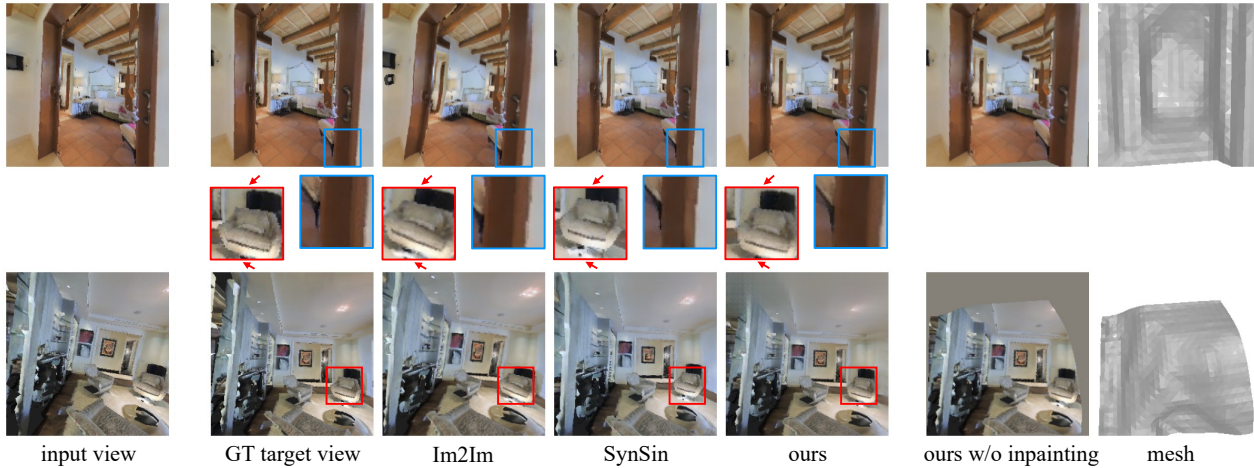 input view
GT target view
Im2Im
SynSin
ours
ours w/o inpainting
mesh